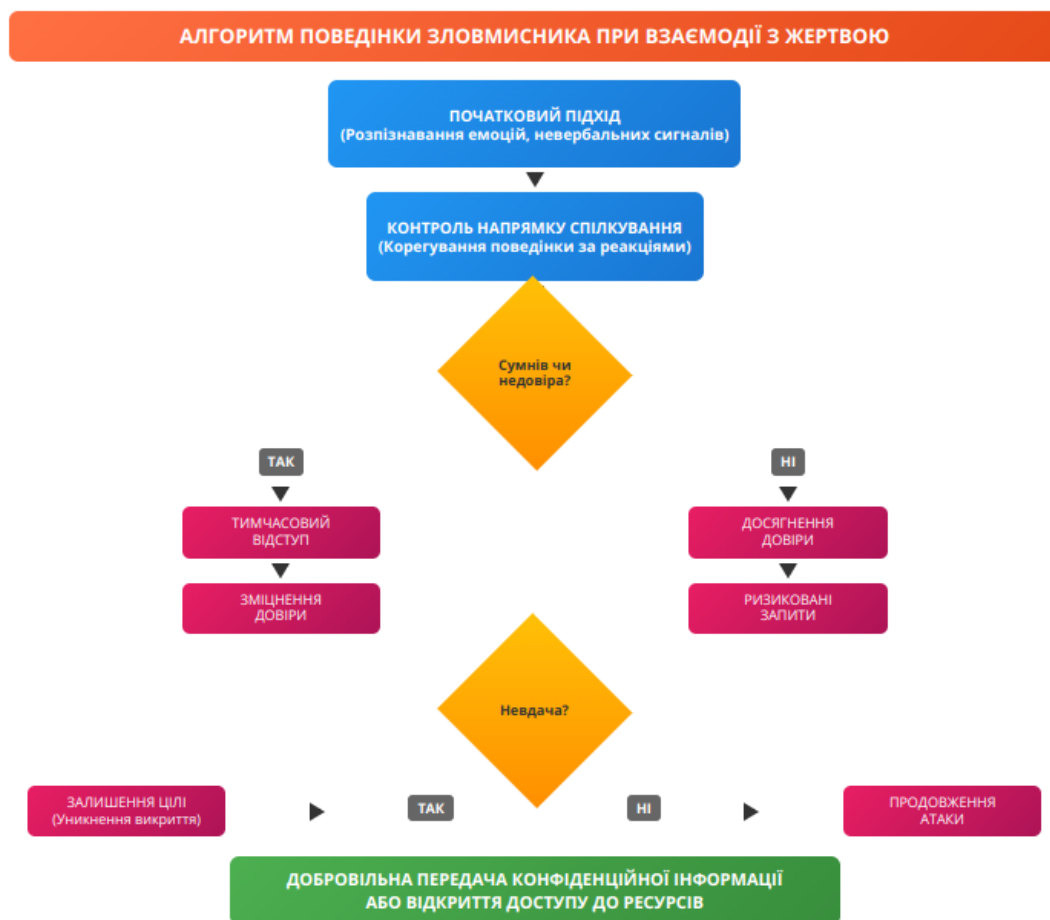 АЛГОРИТМ ПОВЕДІНКИ ЗЛОВМИСНИКА ПРИ ВЗАЄМОДІЇ З ЖЕРТВОЮ
ПОЧАТКОВИЙ ПІДХІД
(Розпізнавання емоцій, невербальних сигналів)
КОНТРОЛЬ НАПРЯМКУ СПІЛКУВАННЯ
(Корегування поведінки за реакціями)
Сумнів чи
недовіра?
ТАК
НІ
ТИМЧАСОВИЙ
ВІДСТУП
ДОСЯГНЕННЯ
ДОВІРИ
ЗМІЦНЕННЯ
ДОВІРИ
РИЗИКОВАНІ
ЗАПИТИ
Невдача?
ЗАЛИШЕННЯ ЦІЛІ
(Уникнення викриття)
ТАК
НІ
ПРОДОВЖЕННЯ
АТАКИ
ДОБРОВІЛЬНА ПЕРЕДАЧА КОНФІДЕНЦІЙНОЇ ІНФОРМАЦІЇ
АБО ВІДКРИТТЯ ДОСТУПУ ДО РЕСУРСІВ